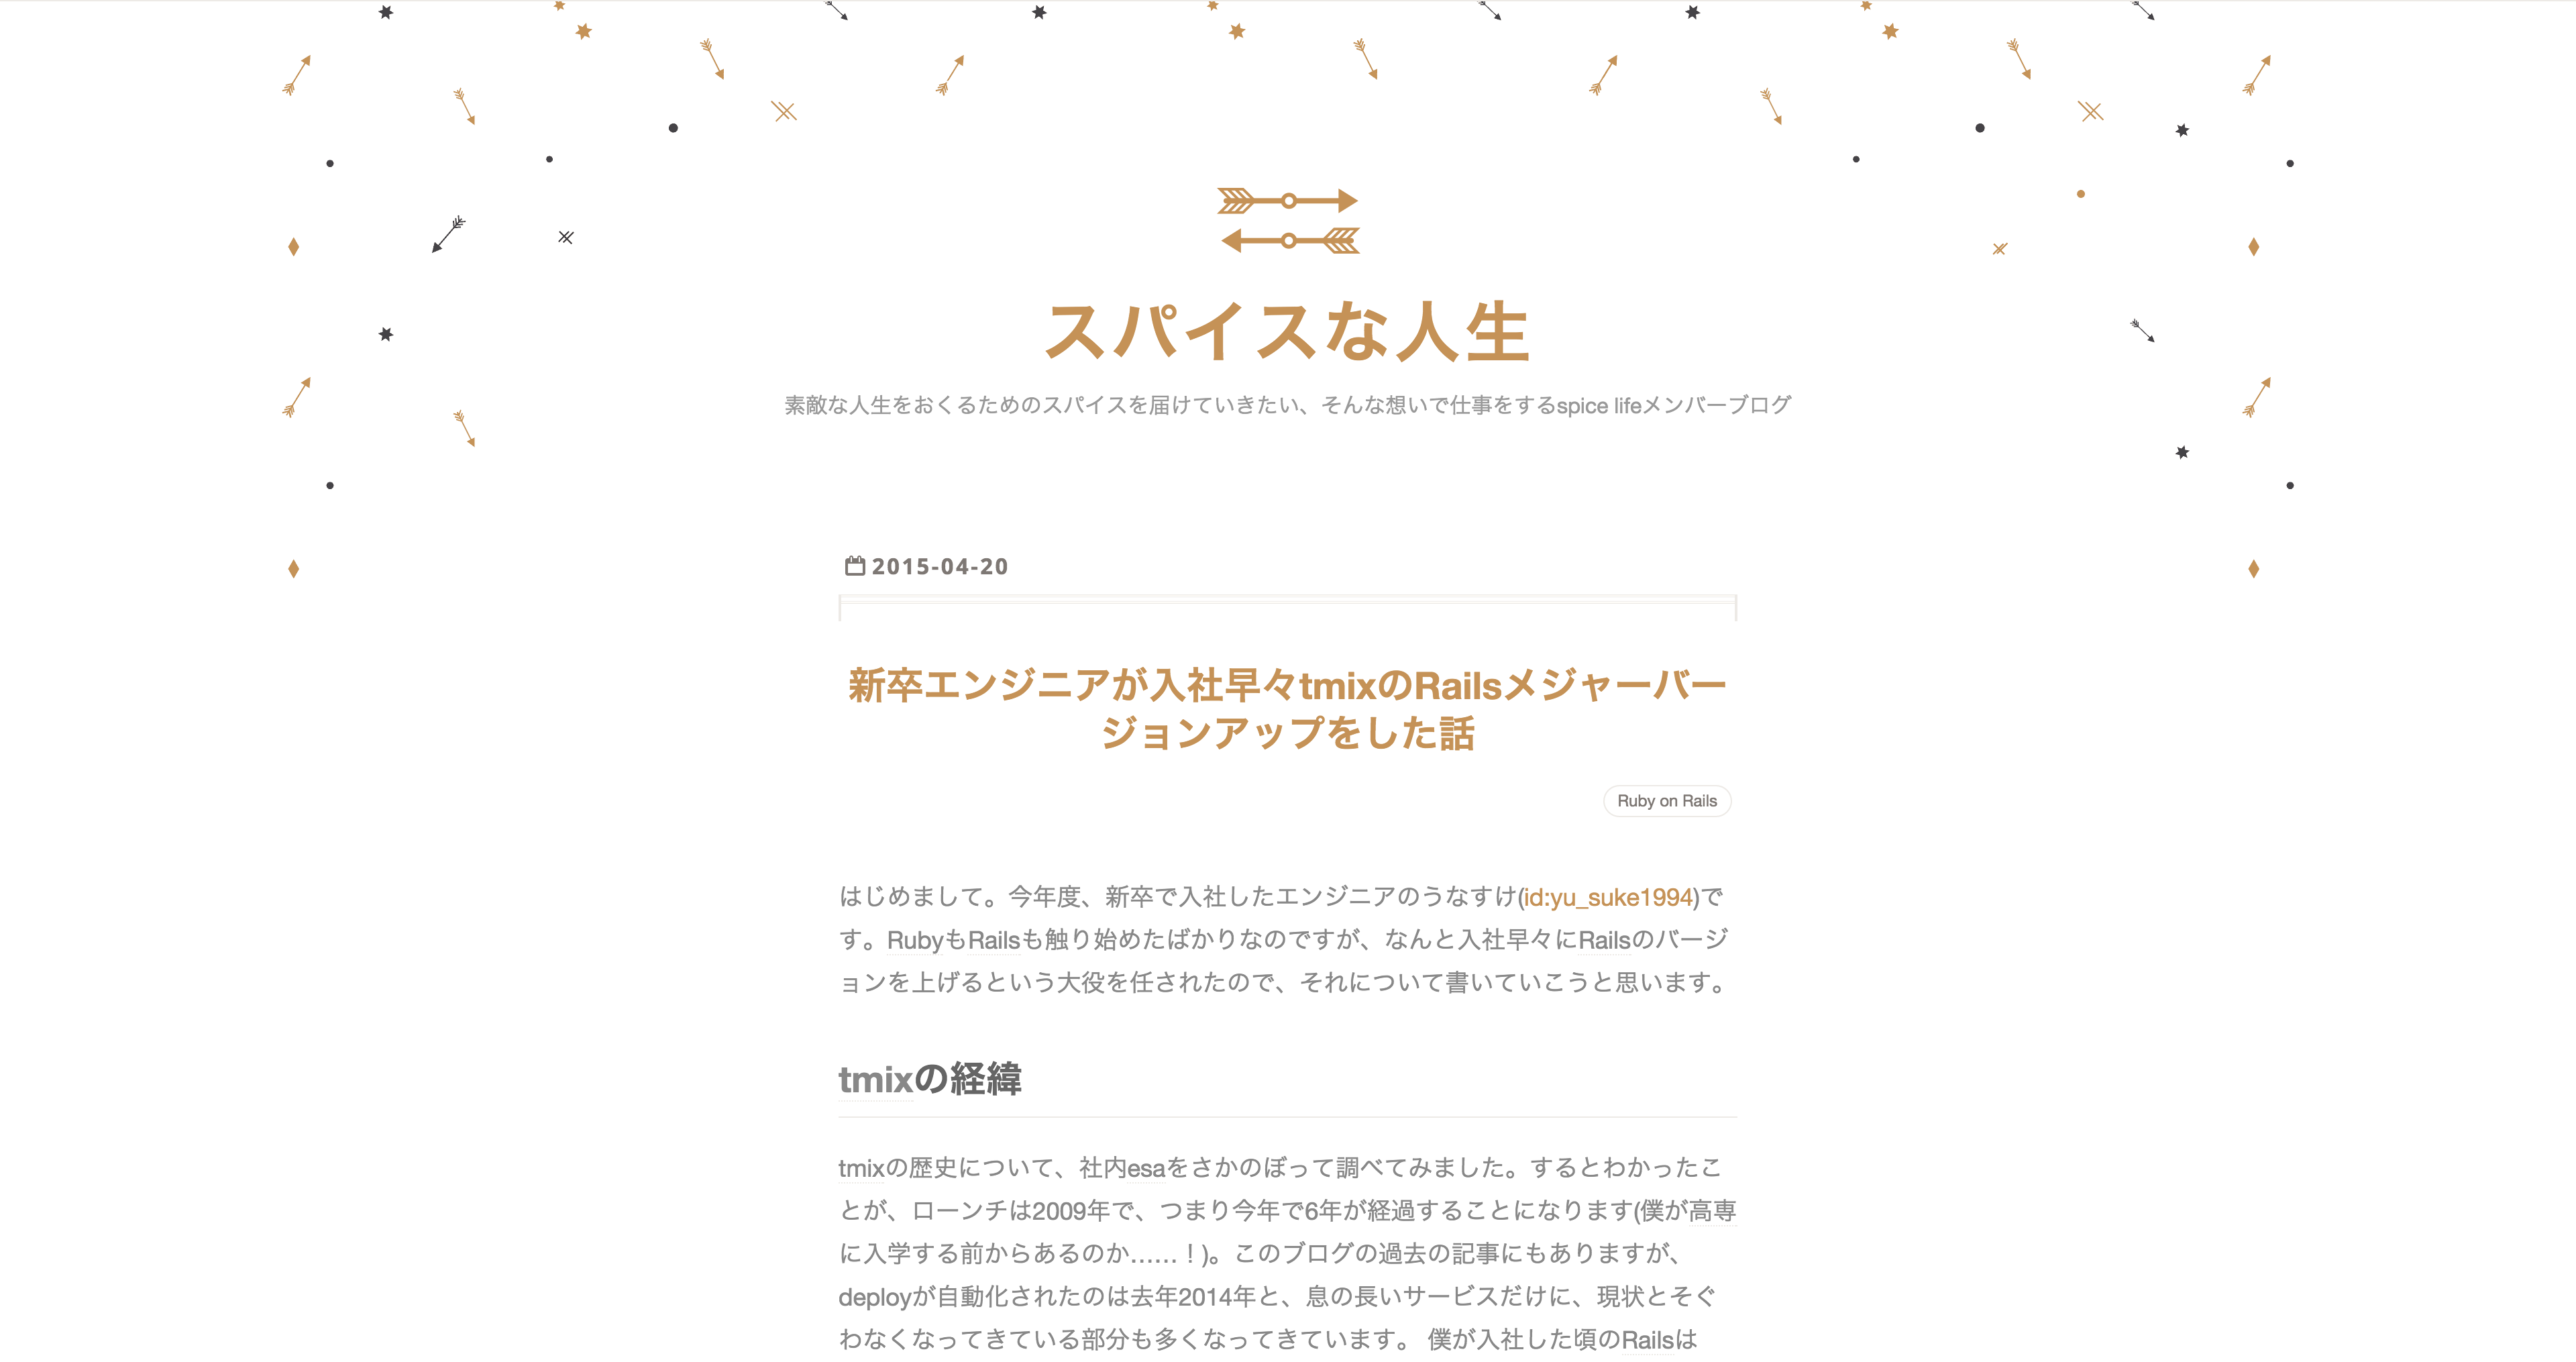 スパイスな人生
素敵な人生をおくるためのスパイスを届けていきたい、そんな想いで仕事をするspice lifeメンバーブログ
2015-04-20
新卒エンジニアが入社早々tmixのRailsメジャーバー
ジョンアップをした話
Ruby on Rails
はじめまして。今年度、新卒で入社したエンジニアのうなすけ(id:yu_suke1994)で
す。RubyもRailsも触り始めたばかりなのですが、なんと入社早々にRailsのバージ
ョンを上げるという大役を任されたので、それについて書いていこうと思います。
tmixの経緯
tmixの歴史について、社内esaをさかのぼって調べてみました。するとわかったこ
とが、ローンチは2009年で、つまり今年で6年が経過することになります(僕が高専
に入学する前からあるのか……！)。このブログの過去の記事にもありますが、
deployが自動化されたのは去年2014年と、息の長いサービスだけに、現状とそぐ
わなくなってきている部分も多くなってきています。 僕が入社した頃のRailsは